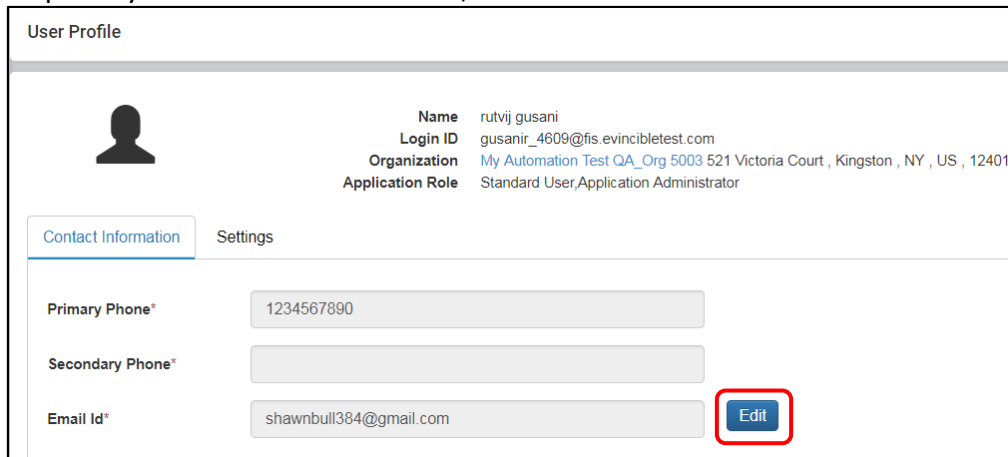 User Profile
Name rutvij gusani
Login ID gusanir_4609@fis.evincibletest.com
Organization My Automation Test QA_Org 5003 521 Victoria Court , Kingston , NY , US , 12401
Application Role Standard User,Application Administrator
Contact Information Settings
Primary Phone* 1234567890
Secondary Phone*
Email Id* shawnbull384@gmail.com Edit